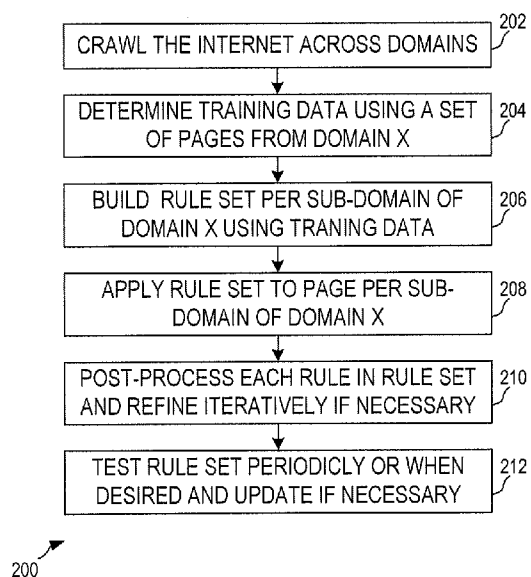 202
CRAWL THE INTERNET ACROSS DOMAINS
204
DETERMINE TRAINING DATA USING A SET
OF PAGES FROM DOMAIN X
206
BUILD RULE SET PER SUB-DOMAIN OF
DOMAIN X USING TRANING DATA
208
APPLY RULE SET TO PAGE PER SUB-
DOMAIN OF DOMAIN X
210
POST-PROCESS EACH RULE IN RULE SET
AND REFINE ITERATIVELY IF NECESSARY
212
TEST RULE SET PERIODICLY OR WHEN
DESIRED AND UPDATE IF NECESSARY
200